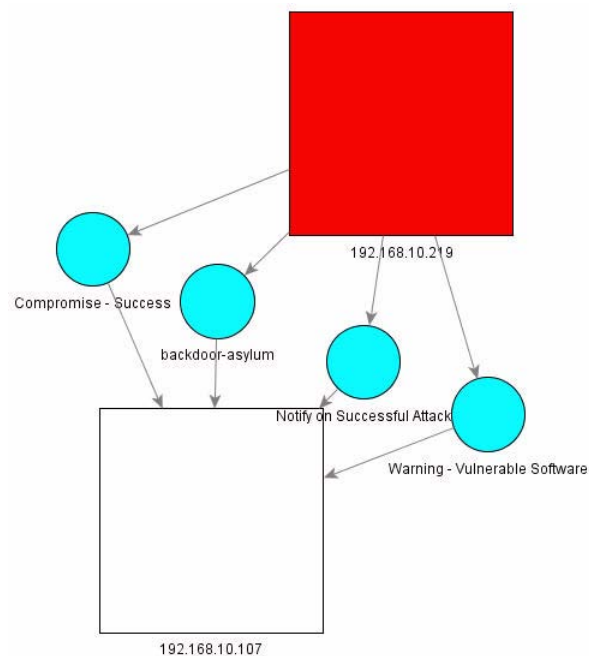 192.168.10.219
Compromise - Success
backdoor-asylum
Notify on Successful Attack
Warning - Vulnerable Software
192.168.10.107